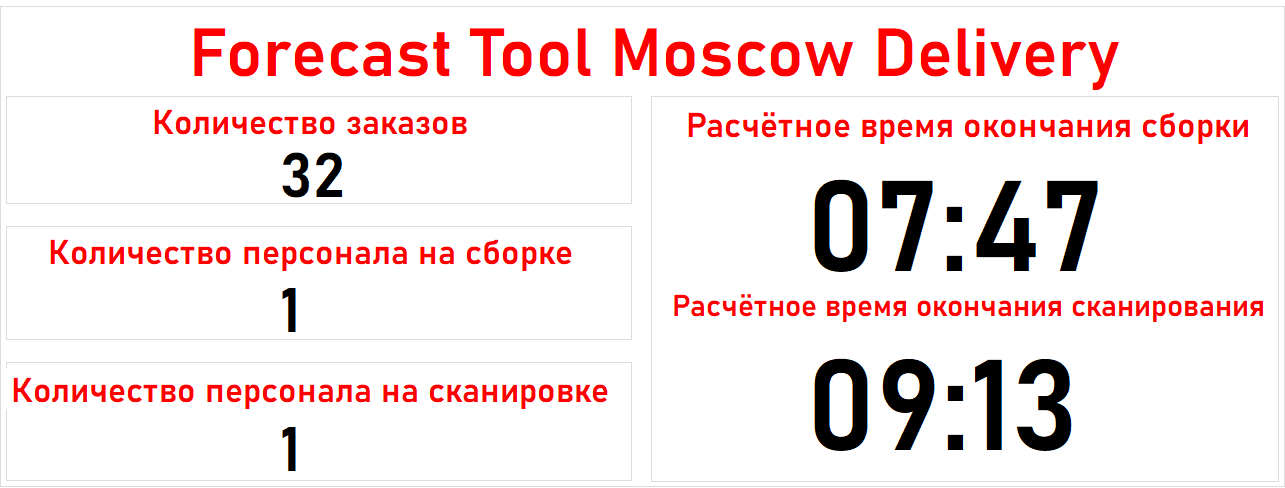 Forecast Tool Moscow Delivery
Количество заказов
32
Количество персонала на сборке
1
Количество персонала на сканировке
1
Расчётное время окончания сборки
07:47
Расчётное время окончания сканирования
09:13